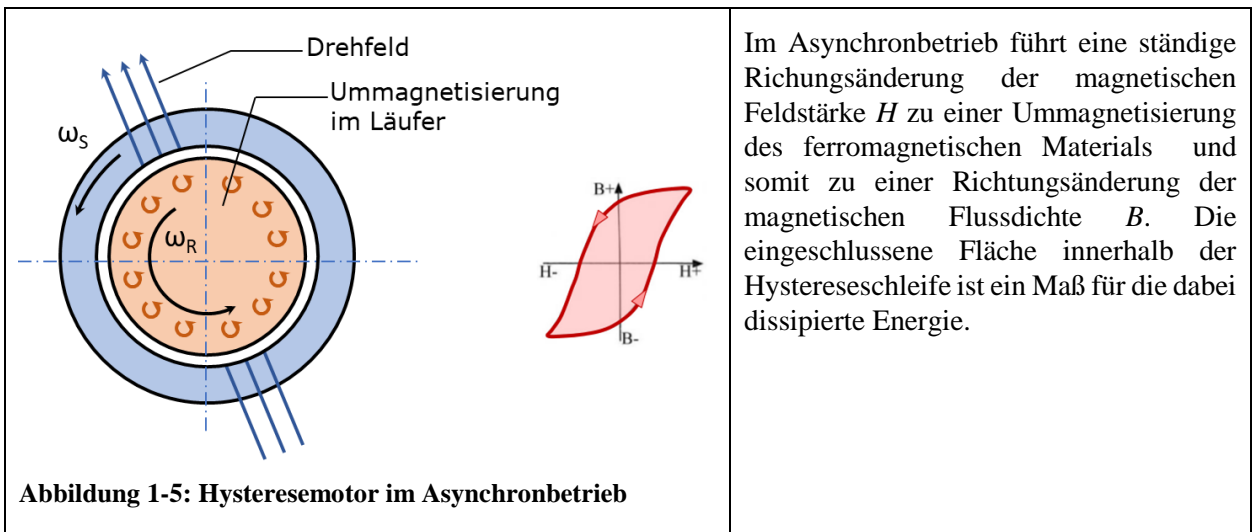 Drehfeld
Ummagnetisierung
im Läufer
ω_S
ω_R
B+
H-
H+
B-
Abbildung 1-5: Hysteresemotor im Asynchronbetrieb
Im Asynchronbetrieb führt eine ständige
Richungsänderung der magnetischen
Feldstärke H zu einer Ummagnetisierung
des ferromagnetischen Materials und
somit zu einer Richtungsänderung der
magnetischen Flussdichte B. Die
eingeschlussene Fläche innerhalb der
Hystereseschleife ist ein Maß für die dabei
dissipierte Energie.